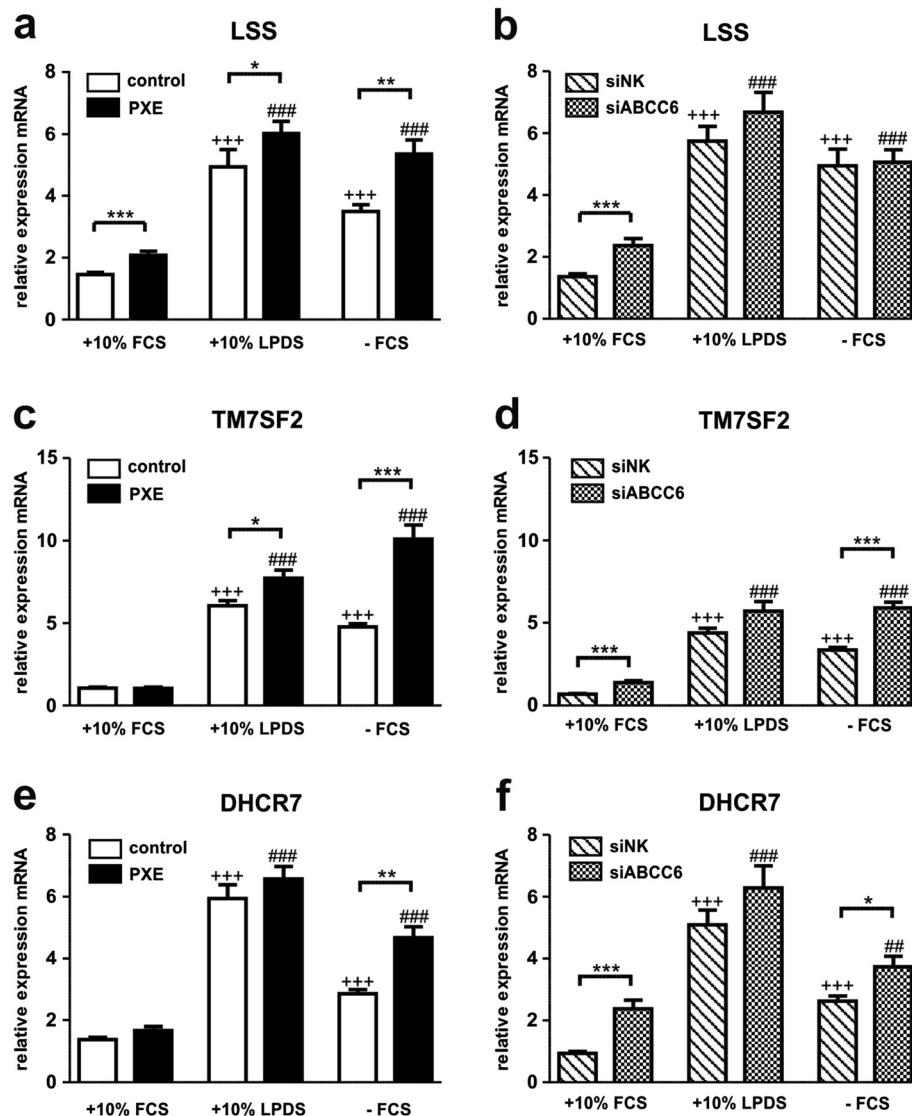 a
LSS
relative expression mRNA
8
6
4
2
0
control
PXE
***
*
**
+++
###
+++
###
+10% FCS
+10% LPDS
- FCS
b
LSS
relative expression mRNA
8
6
4
2
0
siNK
siABCC6
***
+++
###
+++
###
+10% FCS
+10% LPDS
- FCS
c
TM7SF2
relative expression mRNA
15
10
5
0
control
PXE
*
***
+++
###
+++
###
+10% FCS
+10% LPDS
- FCS
d
TM7SF2
relative expression mRNA
15
10
5
0
siNK
siABCC6
***
***
+++
###
+++
###
+10% FCS
+10% LPDS
- FCS
e
DHCR7
relative expression mRNA
8
6
4
2
0
control
PXE
**
+++
###
+++
###
+10% FCS
+10% LPDS
- FCS
f
DHCR7
relative expression mRNA
8
6
4
2
0
siNK
siABCC6
***
*
+++
###
+++
##
+10% FCS
+10% LPDS
- FCS